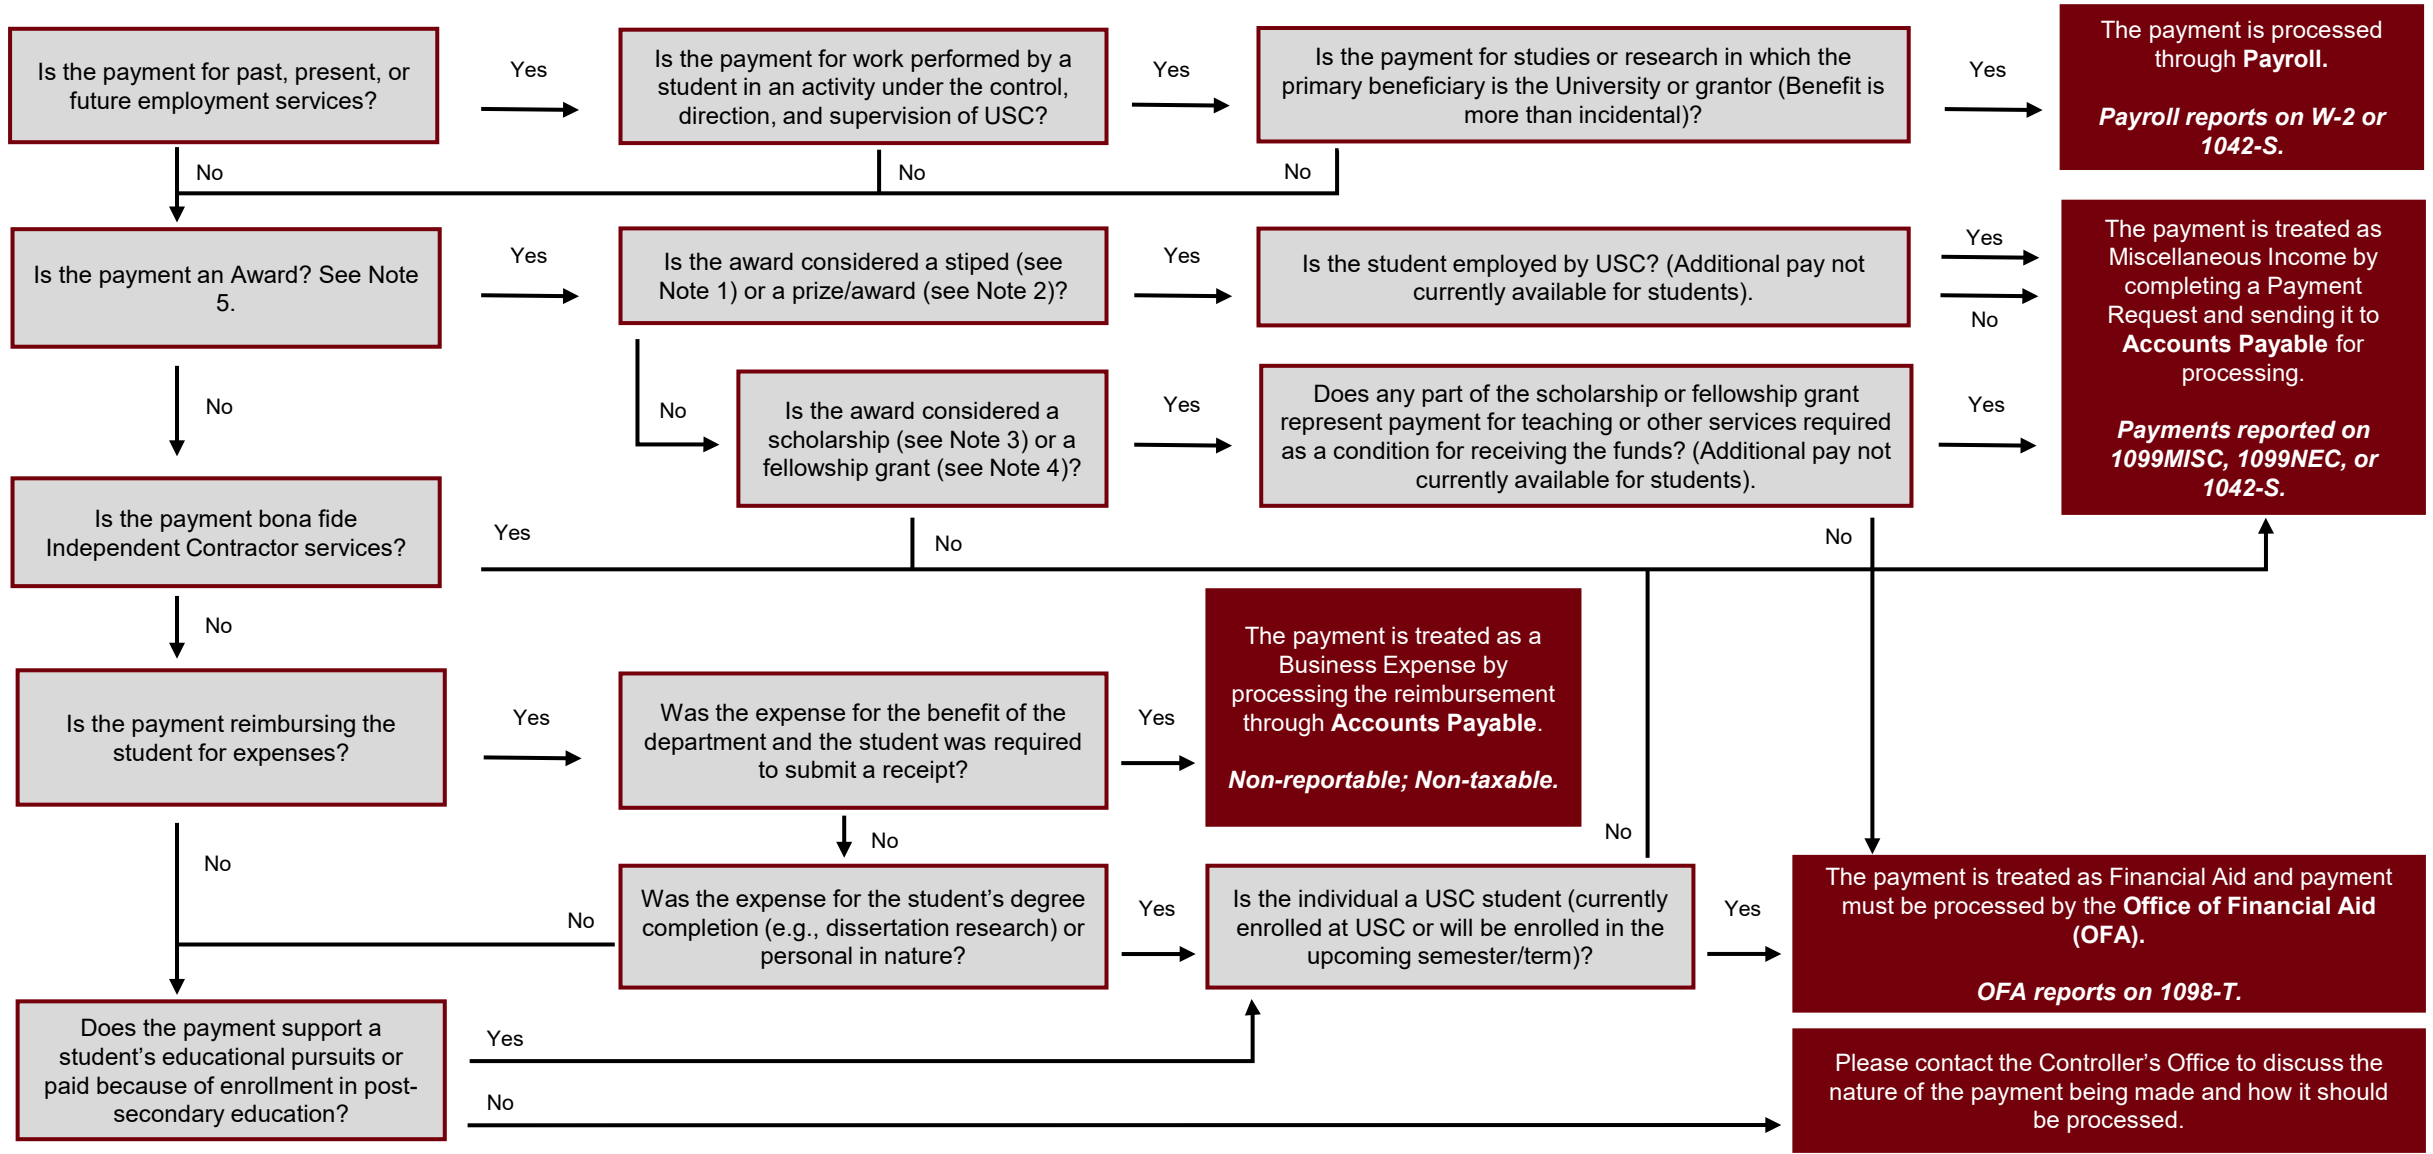 Is the payment for past, present, or
future employment services?
Yes
Is the payment for work performed by a
student in an activity under the control,
direction, and supervision of USC?
Yes
Is the payment for studies or research in which the
primary beneficiary is the University or grantor (Benefit is
more than incidental)?
Yes
The payment is processed
through Payroll.
Payroll reports on W-2 or
1042-S.
No
No
No
Is the payment an Award? See Note
5.
Yes
Is the award considered a stiped (see
Note 1) or a prize/award (see Note 2)?
Yes
Is the student employed by USC? (Additional pay not
currently available for students).
Yes
No
The payment is treated as
Miscellaneous Income by
completing a Payment
Request and sending it to
Accounts Payable for
processing.
Payments reported on
1099MISC, 1099NEC, or
1042-S.
No
No
Is the award considered a
scholarship (see Note 3) or a
fellowship grant (see Note 4)?
Yes
Does any part of the scholarship or fellowship grant
represent payment for teaching or other services required
as a condition for receiving the funds? (Additional pay not
currently available for students).
Yes
Is the payment bona fide
Independent Contractor services?
Yes
No
No
No
Is the payment reimbursing the
student for expenses?
Yes
Was the expense for the benefit of the
department and the student was required
to submit a receipt?
Yes
The payment is treated as a
Business Expense by
processing the reimbursement
through Accounts Payable.
Non-reportable; Non-taxable.
No
No
No
No
Was the expense for the student's degree
completion (e.g., dissertation research) or
personal in nature?
Yes
Is the individual a USC student (currently
enrolled at USC or will be enrolled in the
upcoming semester/term)?
Yes
The payment is treated as Financial Aid and payment
must be processed by the Office of Financial Aid
(OFA).
OFA reports on 1098-T.
Does the payment support a
student's educational pursuits or
paid because of enrollment in post-
secondary education?
Yes
No
Please contact the Controller's Office to discuss the
nature of the payment being made and how it should
be processed.